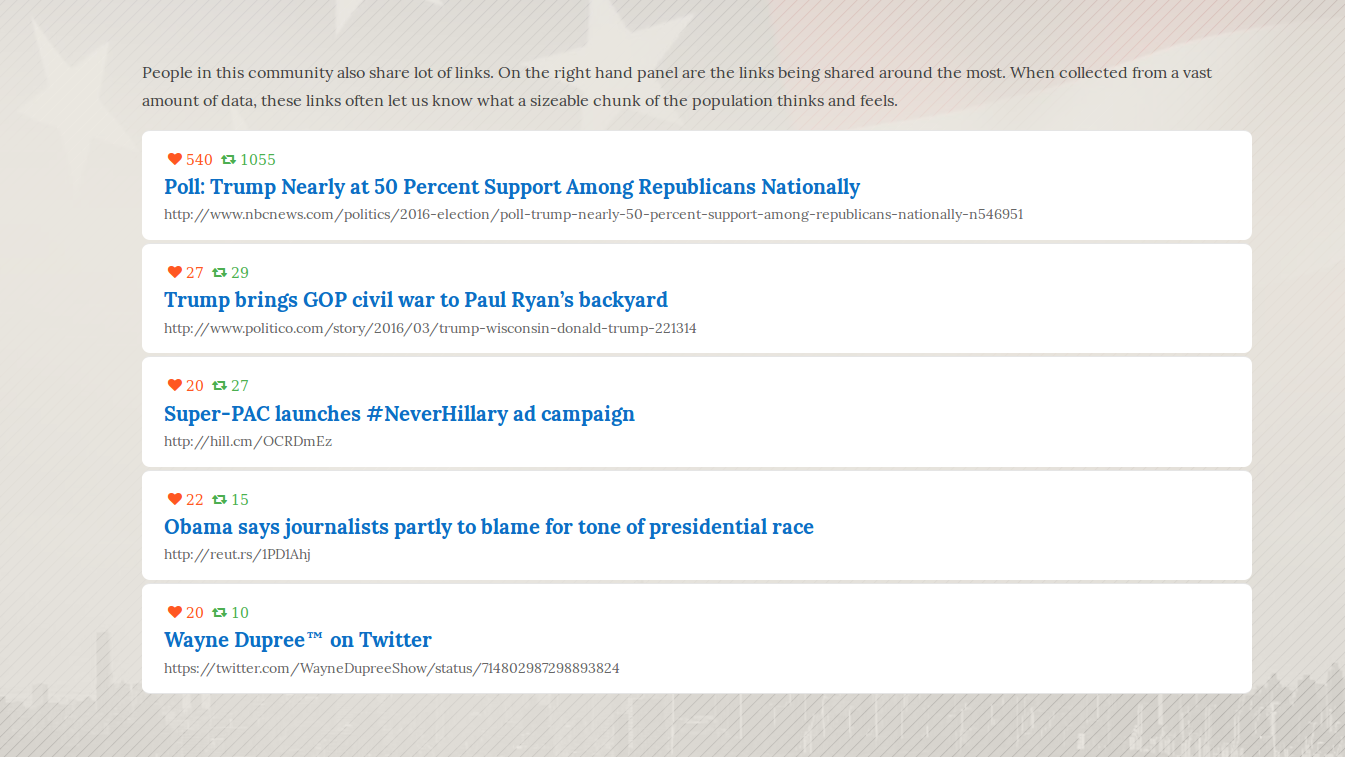 People in this community also share lot of links. On the right hand panel are the links being shared around the most. When collected from a vast
amount of data, these links often let us know what a sizeable chunk of the population thinks and feels.
540 1055
Poll: Trump Nearly at 50 Percent Support Among Republicans Nationally
http://www.nbcnews.com/politics/2016-election/poll-trump-nearly-50-percent-support-among-republicans-nationally-n546951
27 29
Trump brings GOP civil war to Paul Ryan’s backyard
http://www.politico.com/story/2016/03/trump-wisconsin-donald-trump-221314
20 27
Super-PAC launches #NeverHillary ad campaign
http://hill.cm/OCRDmEz
22 15
Obama says journalists partly to blame for tone of presidential race
http://reut.rs/1PD1Ahj
20 10
Wayne Dupree™ on Twitter
https://twitter.com/WayneDupreeShow/status/714802987298893824